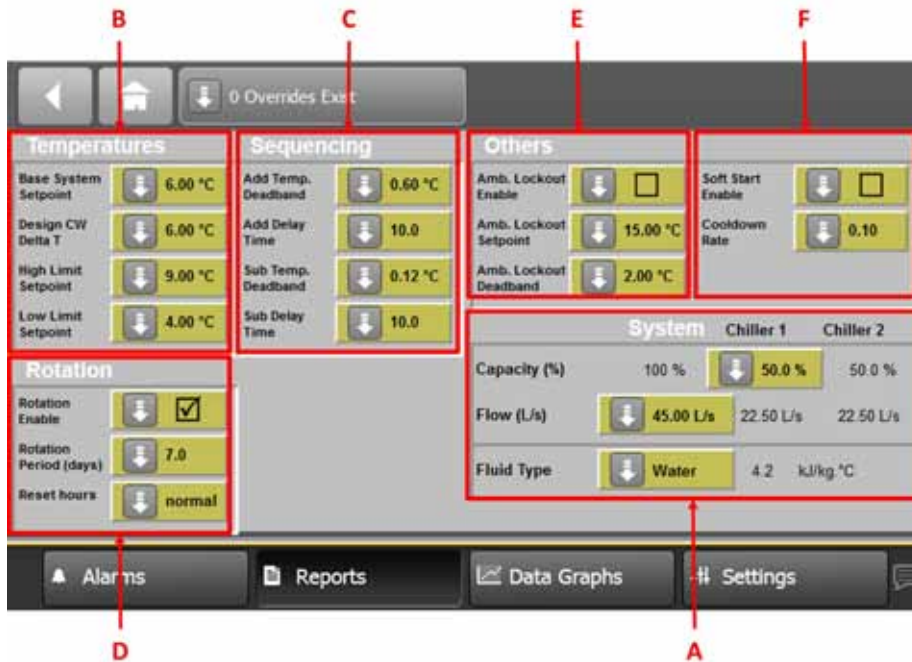 B
C
E
F
0 Overrides Exist
Temperatures
Base System
Setpoint
6.00 °C
Design CW
Delta T
6.00 °C
High Limit
Setpoint
9.00 °C
Low Limit
Setpoint
4.00 °C
Sequencing
Add Temp.
Deadband
0.60 °C
Add Delay
Time
10.0
Sub Temp.
Deadband
0.12 °C
Sub Delay
Time
10.0
Others
Amb. Lockout
Enable
Amb. Lockout
Setpoint
15.00 °C
Amb. Lockout
Deadband
2.00 °C
Soft Start
Enable
Cooldown
Rate
0.10
Rotation
Rotation
Enable
Rotation
Period (days)
7.0
Reset hours
normal
System Chiller 1 Chiller 2
Capacity (%) 100 % 50.0 % 50.0 %
Flow (L/s) 45.00 L/s 22.50 L/s 22.50 L/s
Fluid Type Water 4.2 kJ/kg.°C
Alarms
Reports
Data Graphs
Settings
D
A